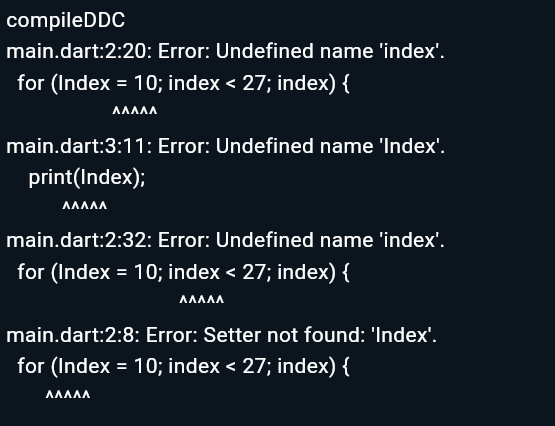 compileDDC
main.dart:2:20: Error: Undefined name 'index'.
for (Index = 10; index < 27; index) {
^^^^^
main.dart:3:11: Error: Undefined name 'Index'.
print(Index);
^^^^^
main.dart:2:32: Error: Undefined name 'index'.
for (Index = 10; index < 27; index) {
^^^^^
main.dart:2:8: Error: Setter not found: 'Index'.
for (Index = 10; index < 27; index) {
^^^^^